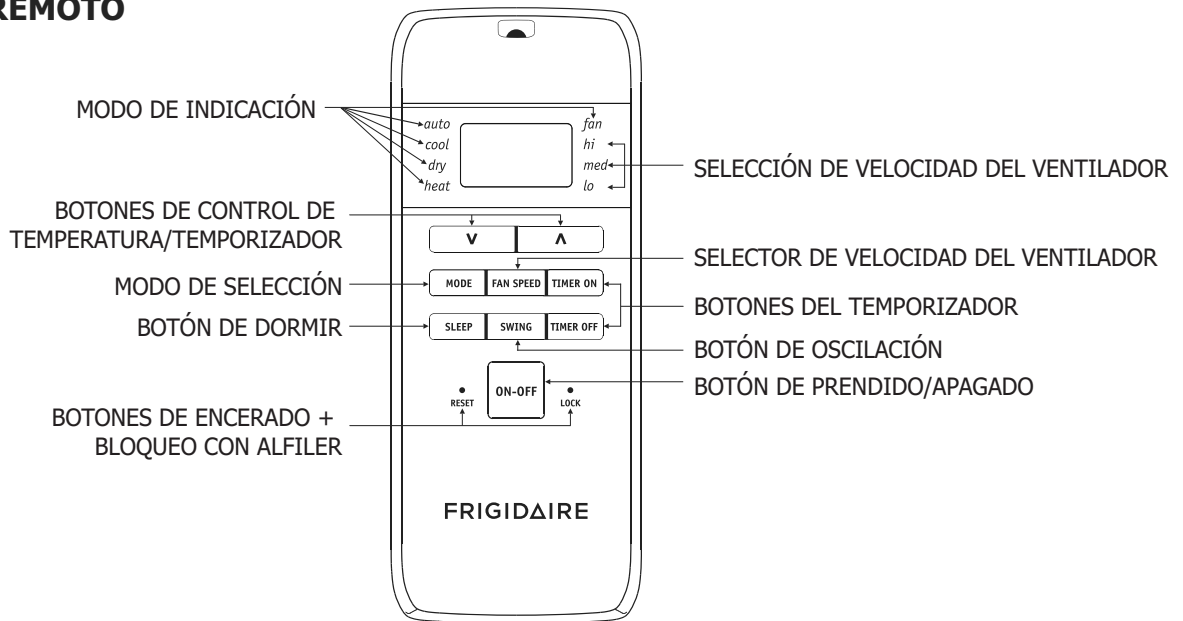 REMOTO
MODO DE INDICACIÓN
auto
cool
dry
heat
fan
hi
med
lo
SELECCIÓN DE VELOCIDAD DEL VENTILADOR
BOTONES DE CONTROL DE
TEMPERATURA/TEMPORIZADOR
∨ ∧
SELECTOR DE VELOCIDAD DEL VENTILADOR
MODO DE SELECCIÓN
MODE FAN SPEED TIMER ON
BOTONES DEL TEMPORIZADOR
BOTÓN DE DORMIR
SLEEP SWING TIMER OFF
BOTÓN DE OSCILACIÓN
BOTÓN DE PRENDIDO/APAGADO
RESET ON-OFF LOCK
BOTONES DE ENCERADO +
BLOQUEO CON ALFILER
FRIGIDAIRE